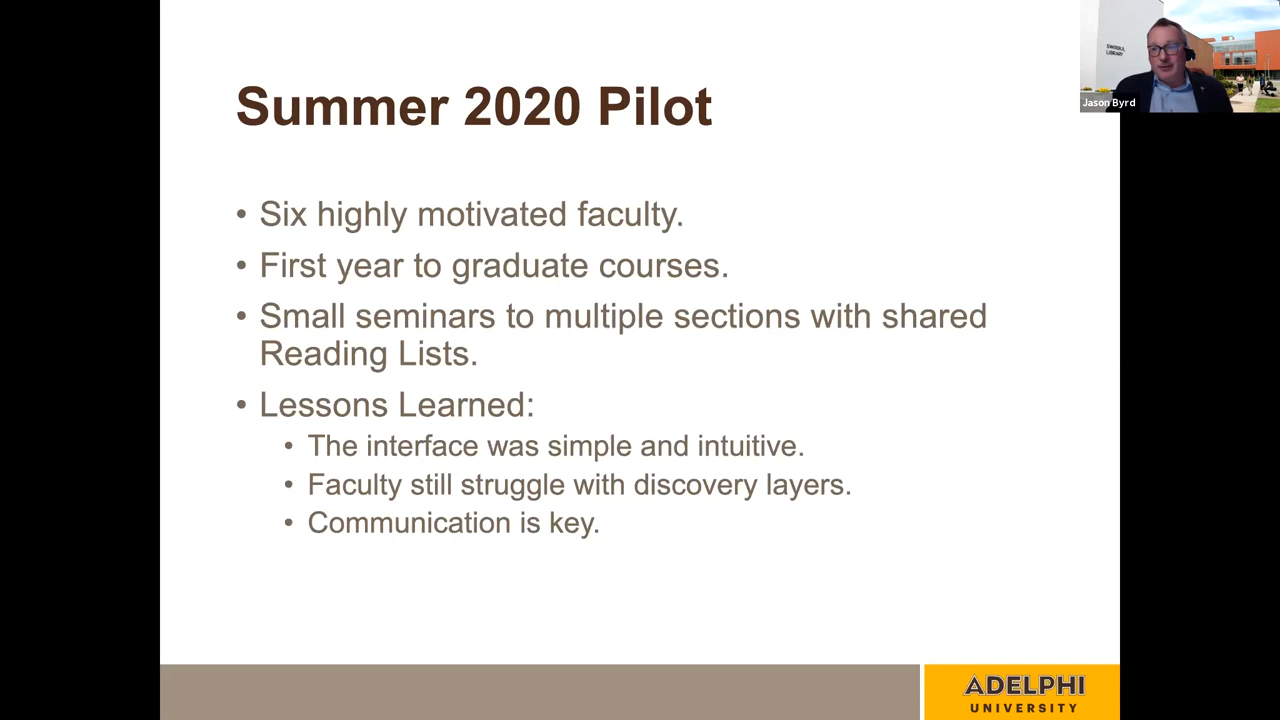 SWIRBUL
LIBRARY
Jason Byrd
Summer 2020 Pilot
• Six highly motivated faculty.
• First year to graduate courses.
• Small seminars to multiple sections with shared
Reading Lists.
• Lessons Learned:
• The interface was simple and intuitive.
• Faculty still struggle with discovery layers.
• Communication is key.
ADELPHI
UNIVERSITY